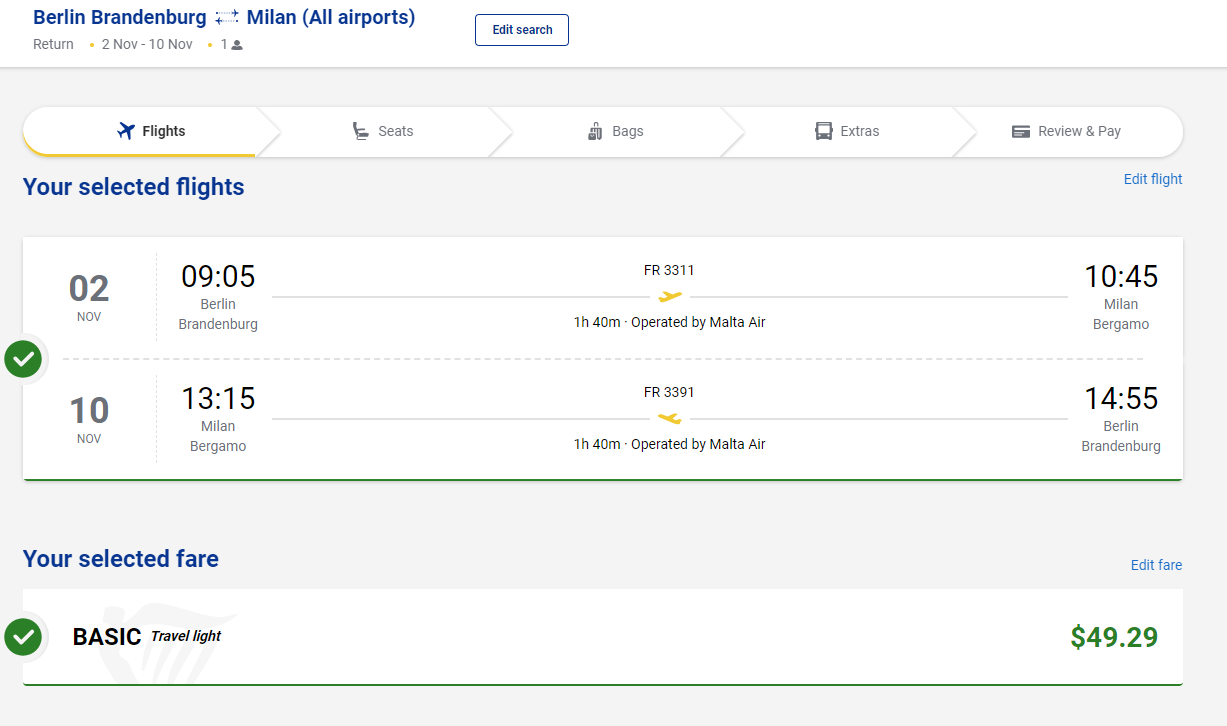 Berlin Brandenburg Milan (All airports)
Return • 2 Nov - 10 Nov • 1
Edit search
Flights
Seats
Bags
Extras
Review & Pay
Your selected flights
Edit flight
02
NOV
09:05
Berlin
Brandenburg
FR 3311
1h 40m · Operated by Malta Air
10:45
Milan
Bergamo
10
NOV
13:15
Milan
Bergamo
FR 3391
1h 40m · Operated by Malta Air
14:55
Berlin
Brandenburg
Your selected fare
Edit fare
BASIC Travel light
$49.29